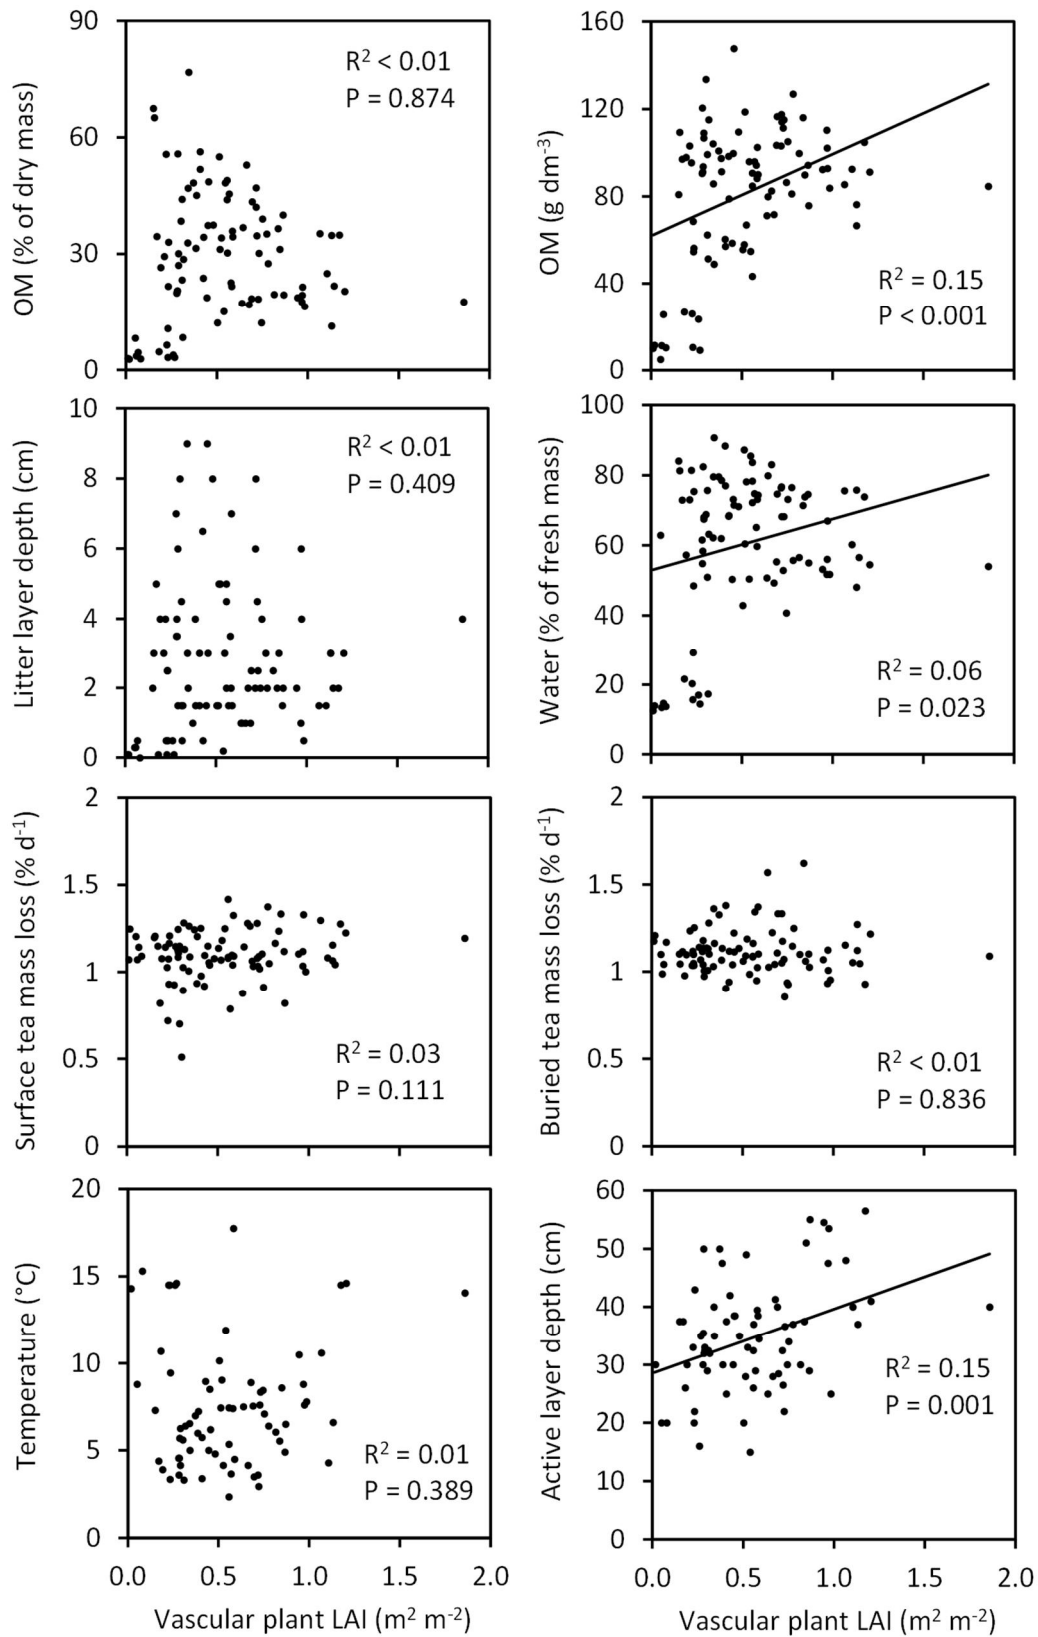 90
60
30
0
OM (% of dry mass)
R² < 0.01
P = 0.874
160
120
80
40
0
OM (g dm⁻³)
R² = 0.15
P < 0.001
10
8
6
4
2
0
Litter layer depth (cm)
R² < 0.01
P = 0.409
100
80
60
40
20
0
Water (% of fresh mass)
R² = 0.06
P = 0.023
2
1.5
1
0.5
0
Surface tea mass loss (% d⁻¹)
R² = 0.03
P = 0.111
2
1.5
1
0.5
0
Buried tea mass loss (% d⁻¹)
R² < 0.01
P = 0.836
20
15
10
5
0
Temperature (°C)
R² = 0.01
P = 0.389
0.0 0.5 1.0 1.5 2.0
Vascular plant LAI (m² m⁻²)
60
50
40
30
20
10
0
Active layer depth (cm)
R² = 0.15
P = 0.001
0.0 0.5 1.0 1.5 2.0
Vascular plant LAI (m² m⁻²)